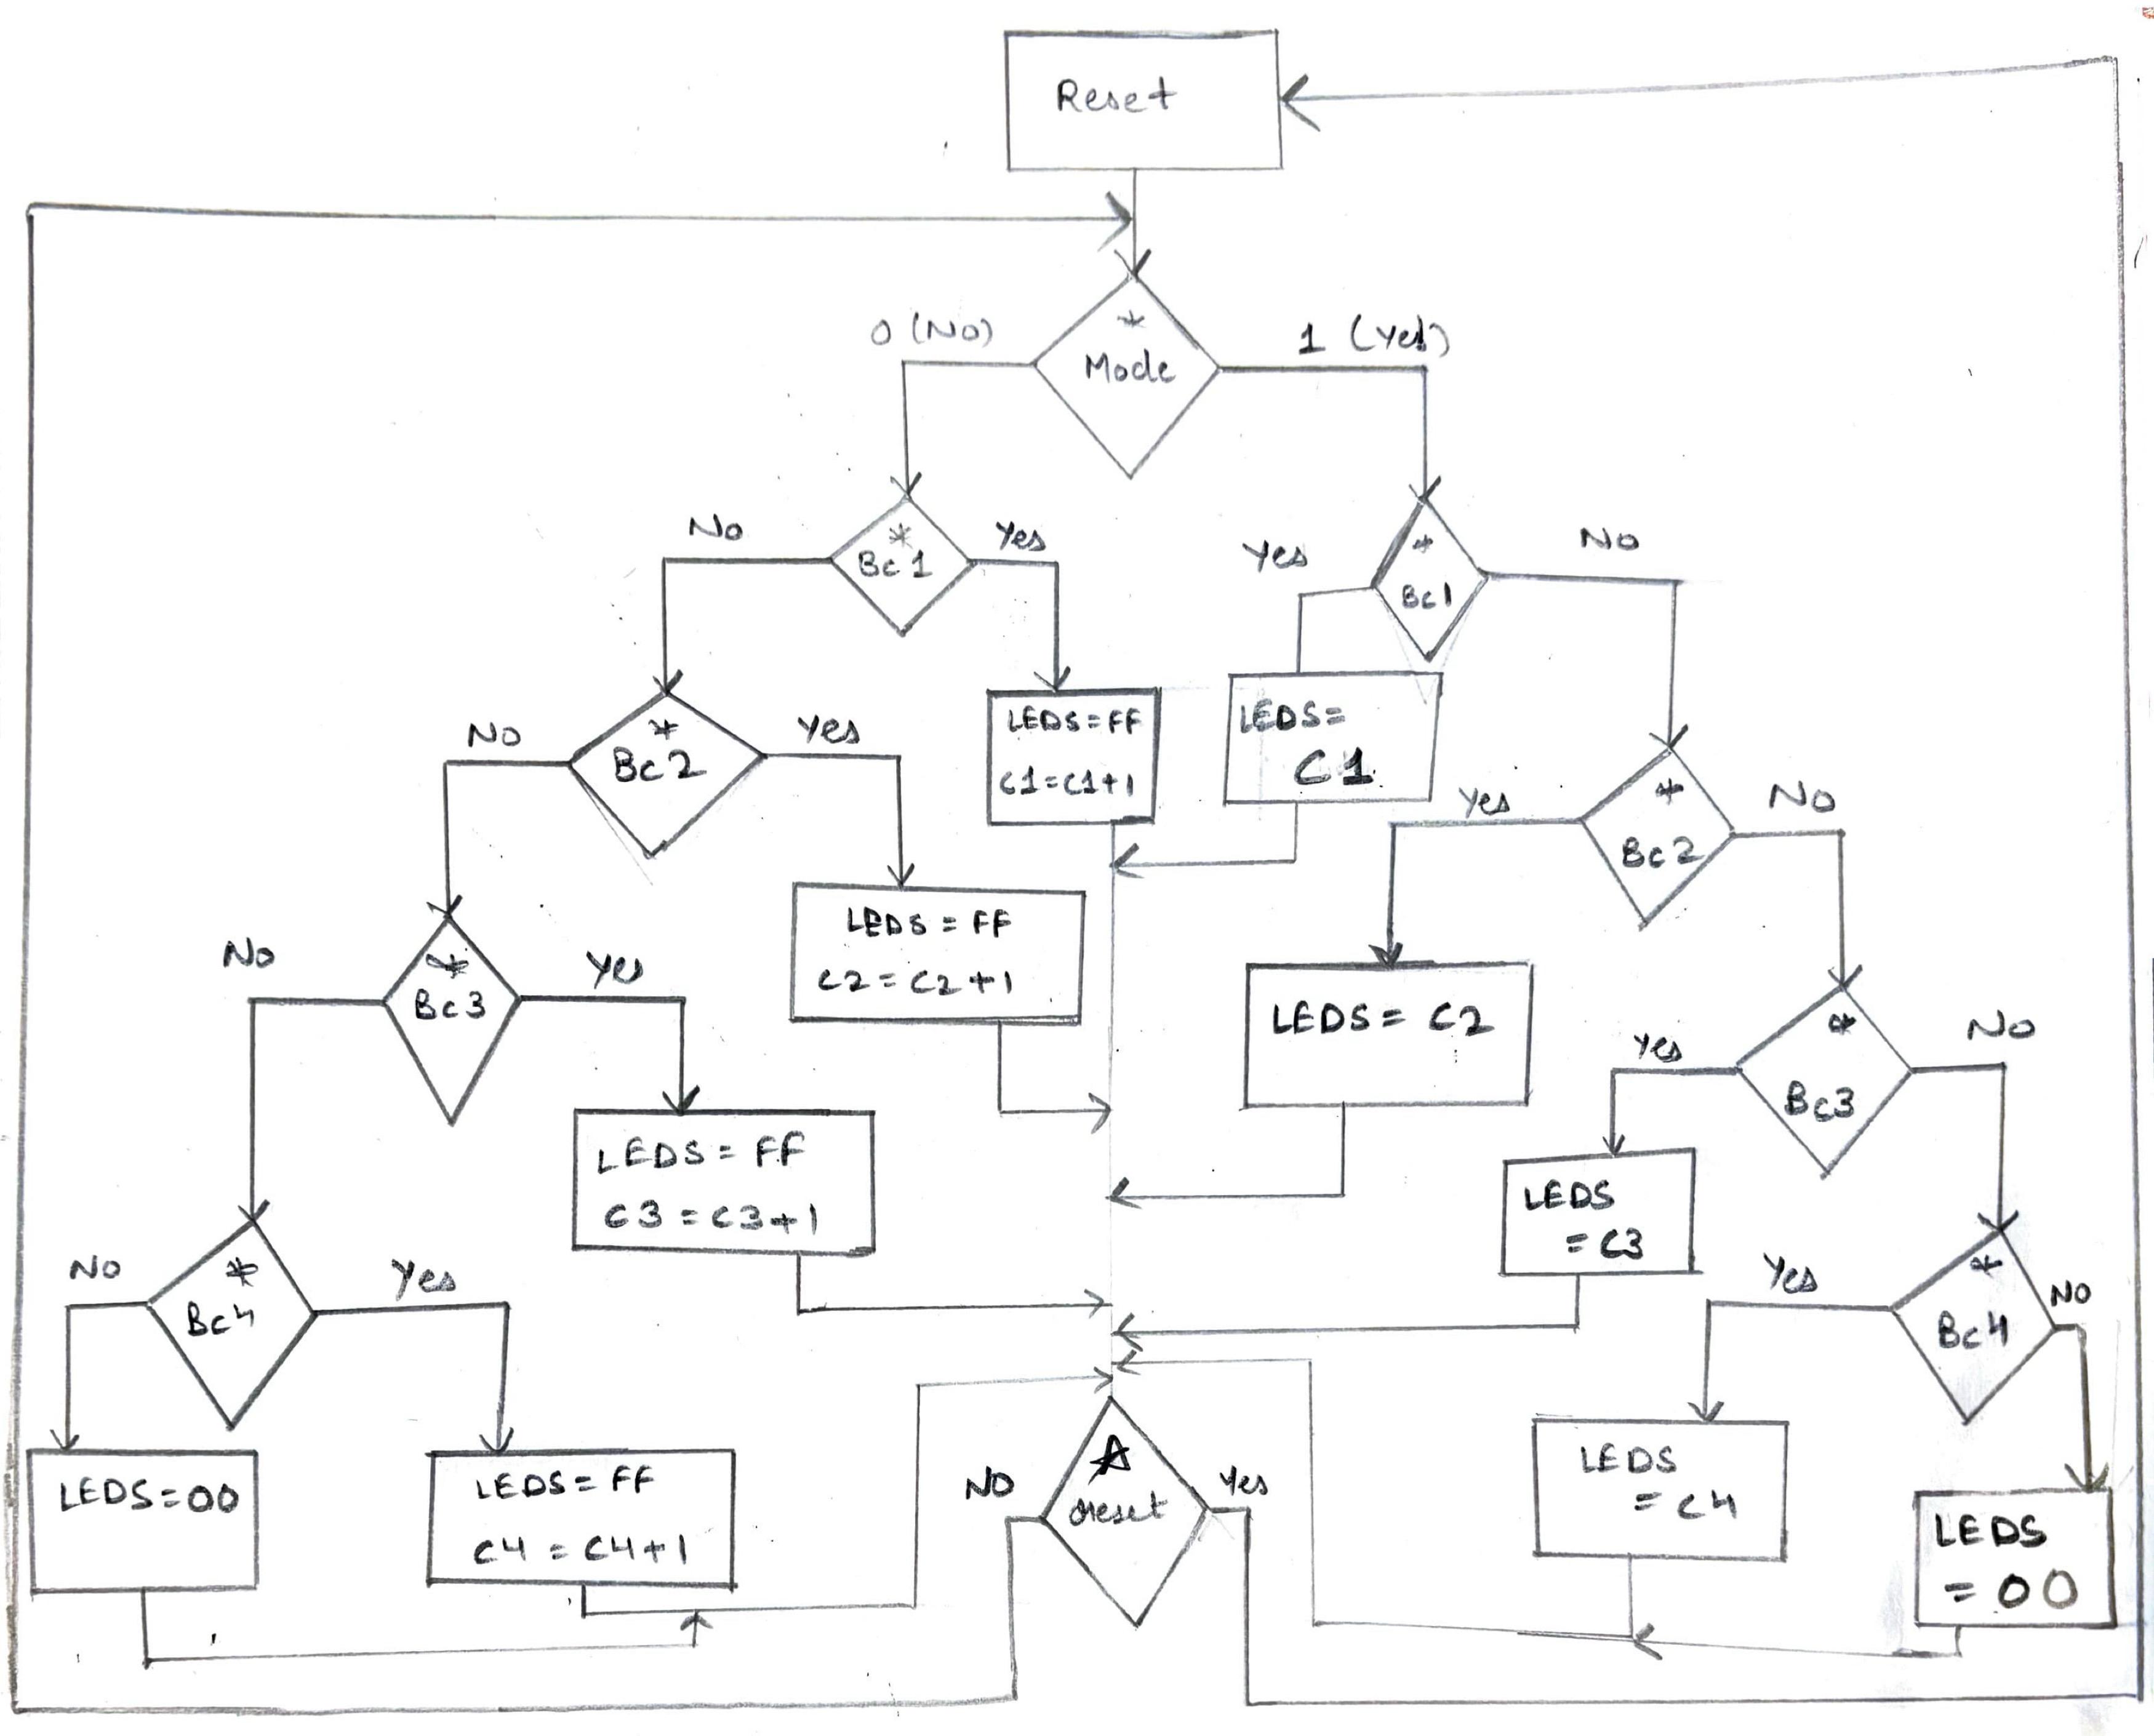 Reset
0 (No)
1 (Yes)
*
Mode
No
*
Bc1
Yes
Yes
*
Bc1
No
No
*
Bc2
Yes
LEDS=FF
C1=C1+1
LEDS=
C1
Yes
*
Bc2
No
No
*
Bc3
Yes
LEDS=FF
C2=C2+1
LEDS=C2
Yes
*
Bc3
No
No
*
Bc4
Yes
LEDS=FF
C3=C3+1
LEDS
=C3
Yes
*
Bc4
No
LEDS=00
LEDS=FF
C4=C4+1
NO
*
reset
Yes
LEDS
=C4
LEDS
=00